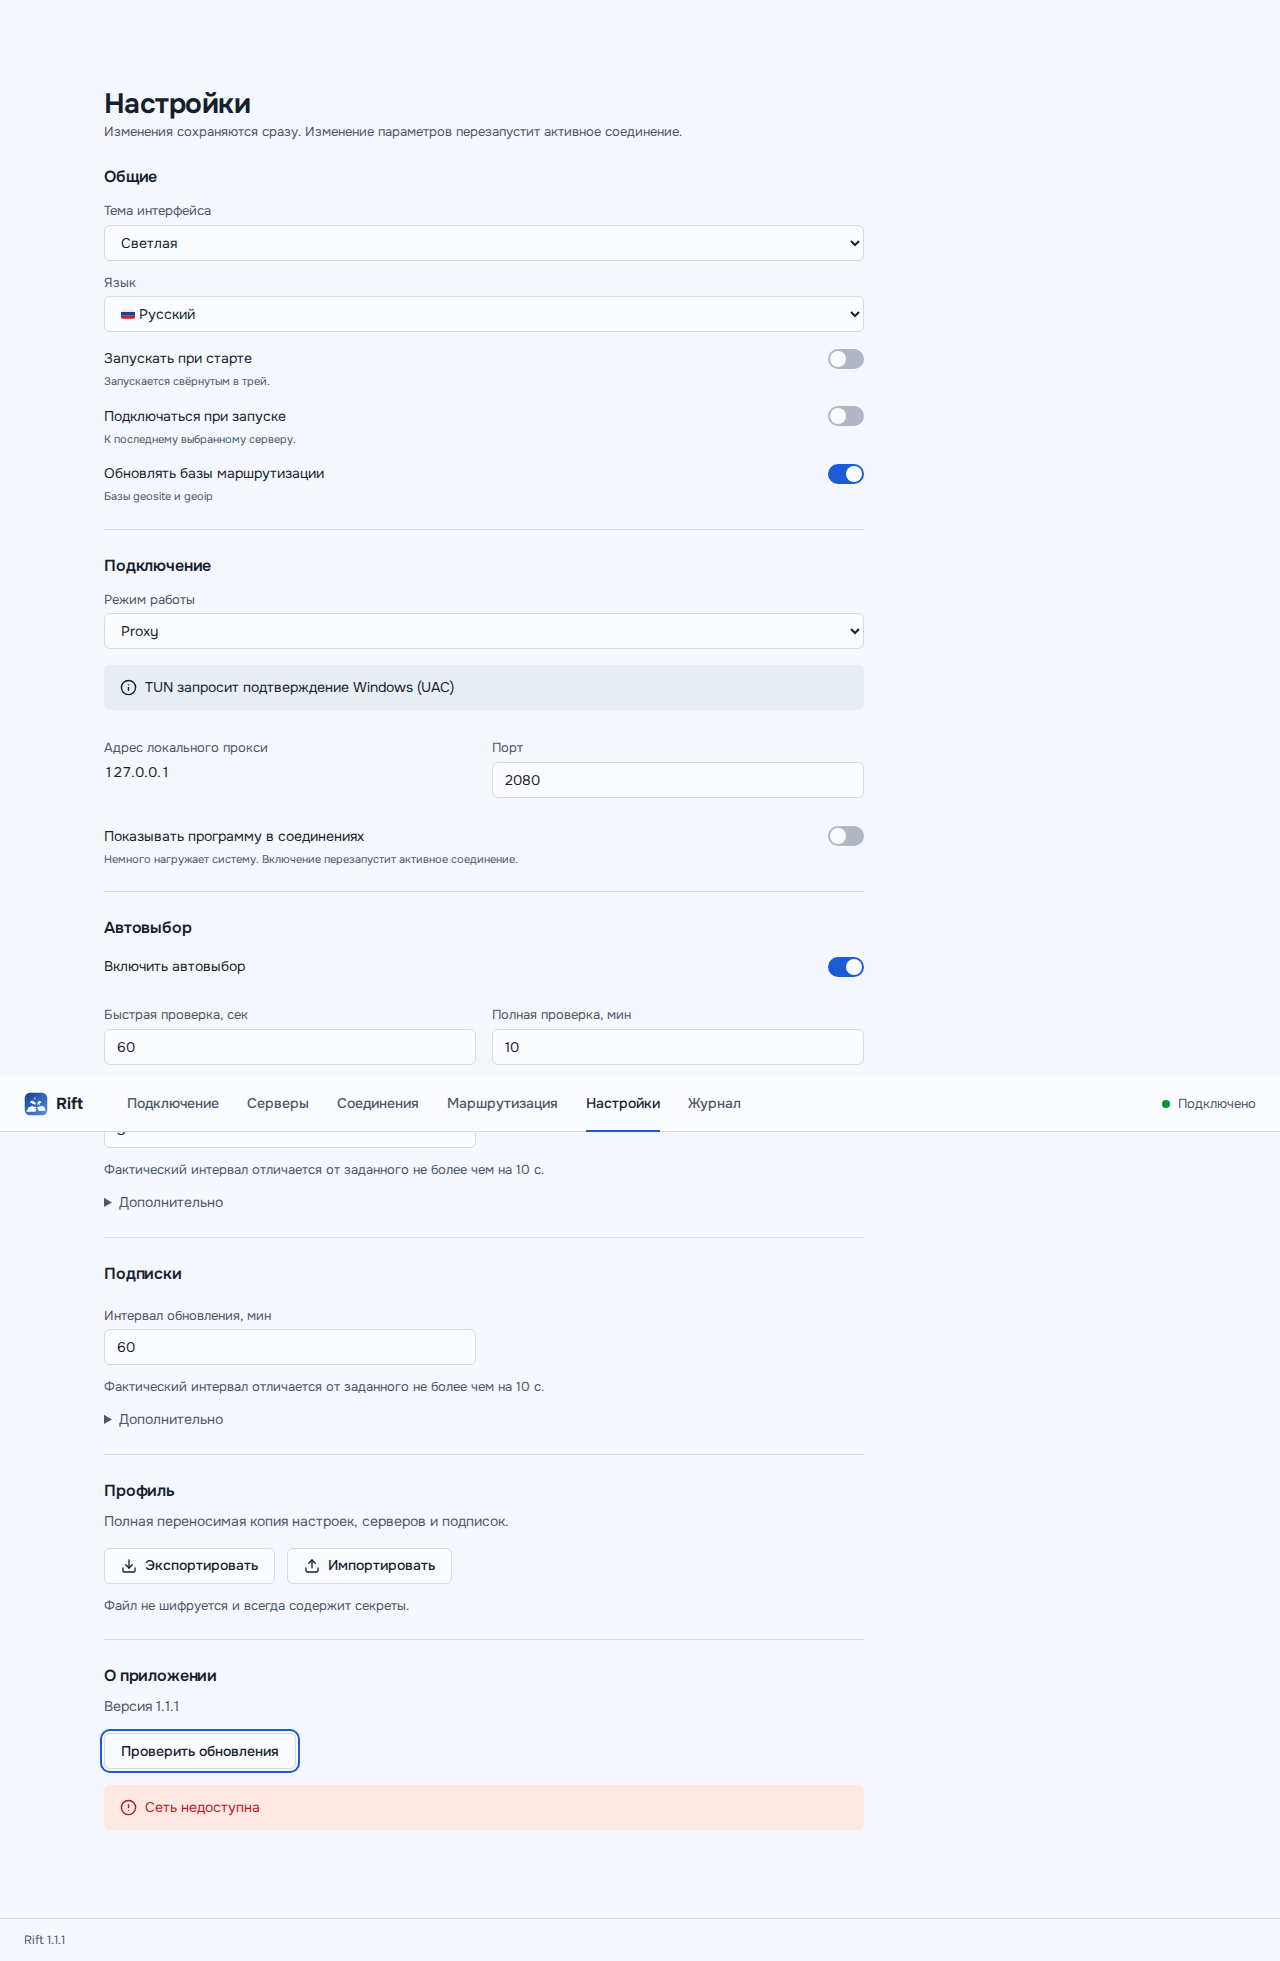 Настройки
Изменения сохраняются сразу. Изменение параметров перезапустит активное соединение.
Общие
Тема интерфейса
Светлая
Язык
Русский
Запускать при старте
Запускается свёрнутым в трей.
Подключаться при запуске
К последнему выбранному серверу.
Обновлять базы маршрутизации
Базы geosite и geoip
Подключение
Режим работы
Proxy
TUN запросит подтверждение Windows (UAC)
Адрес локального прокси
Порт
127.0.0.1
2080
Показывать программу в соединениях
Немного нагружает систему. Включение перезапустит активное соединение.
Автовыбор
Включить автовыбор
Быстрая проверка, сек
Полная проверка, мин
60
10
Rift
Подключение
Серверы
Соединения
Маршрутизация
Настройки
Журнал
Подключено
Фактический интервал отличается от заданного не более чем на 10 с.
Дополнительно
Подписки
Интервал обновления, мин
60
Фактический интервал отличается от заданного не более чем на 10 с.
Дополнительно
Профиль
Полная переносимая копия настроек, серверов и подписок.
Экспортировать
Импортировать
Файл не шифруется и всегда содержит секреты.
О приложении
Версия 1.1.1
Проверить обновления
Сеть недоступна
Rift 1.1.1